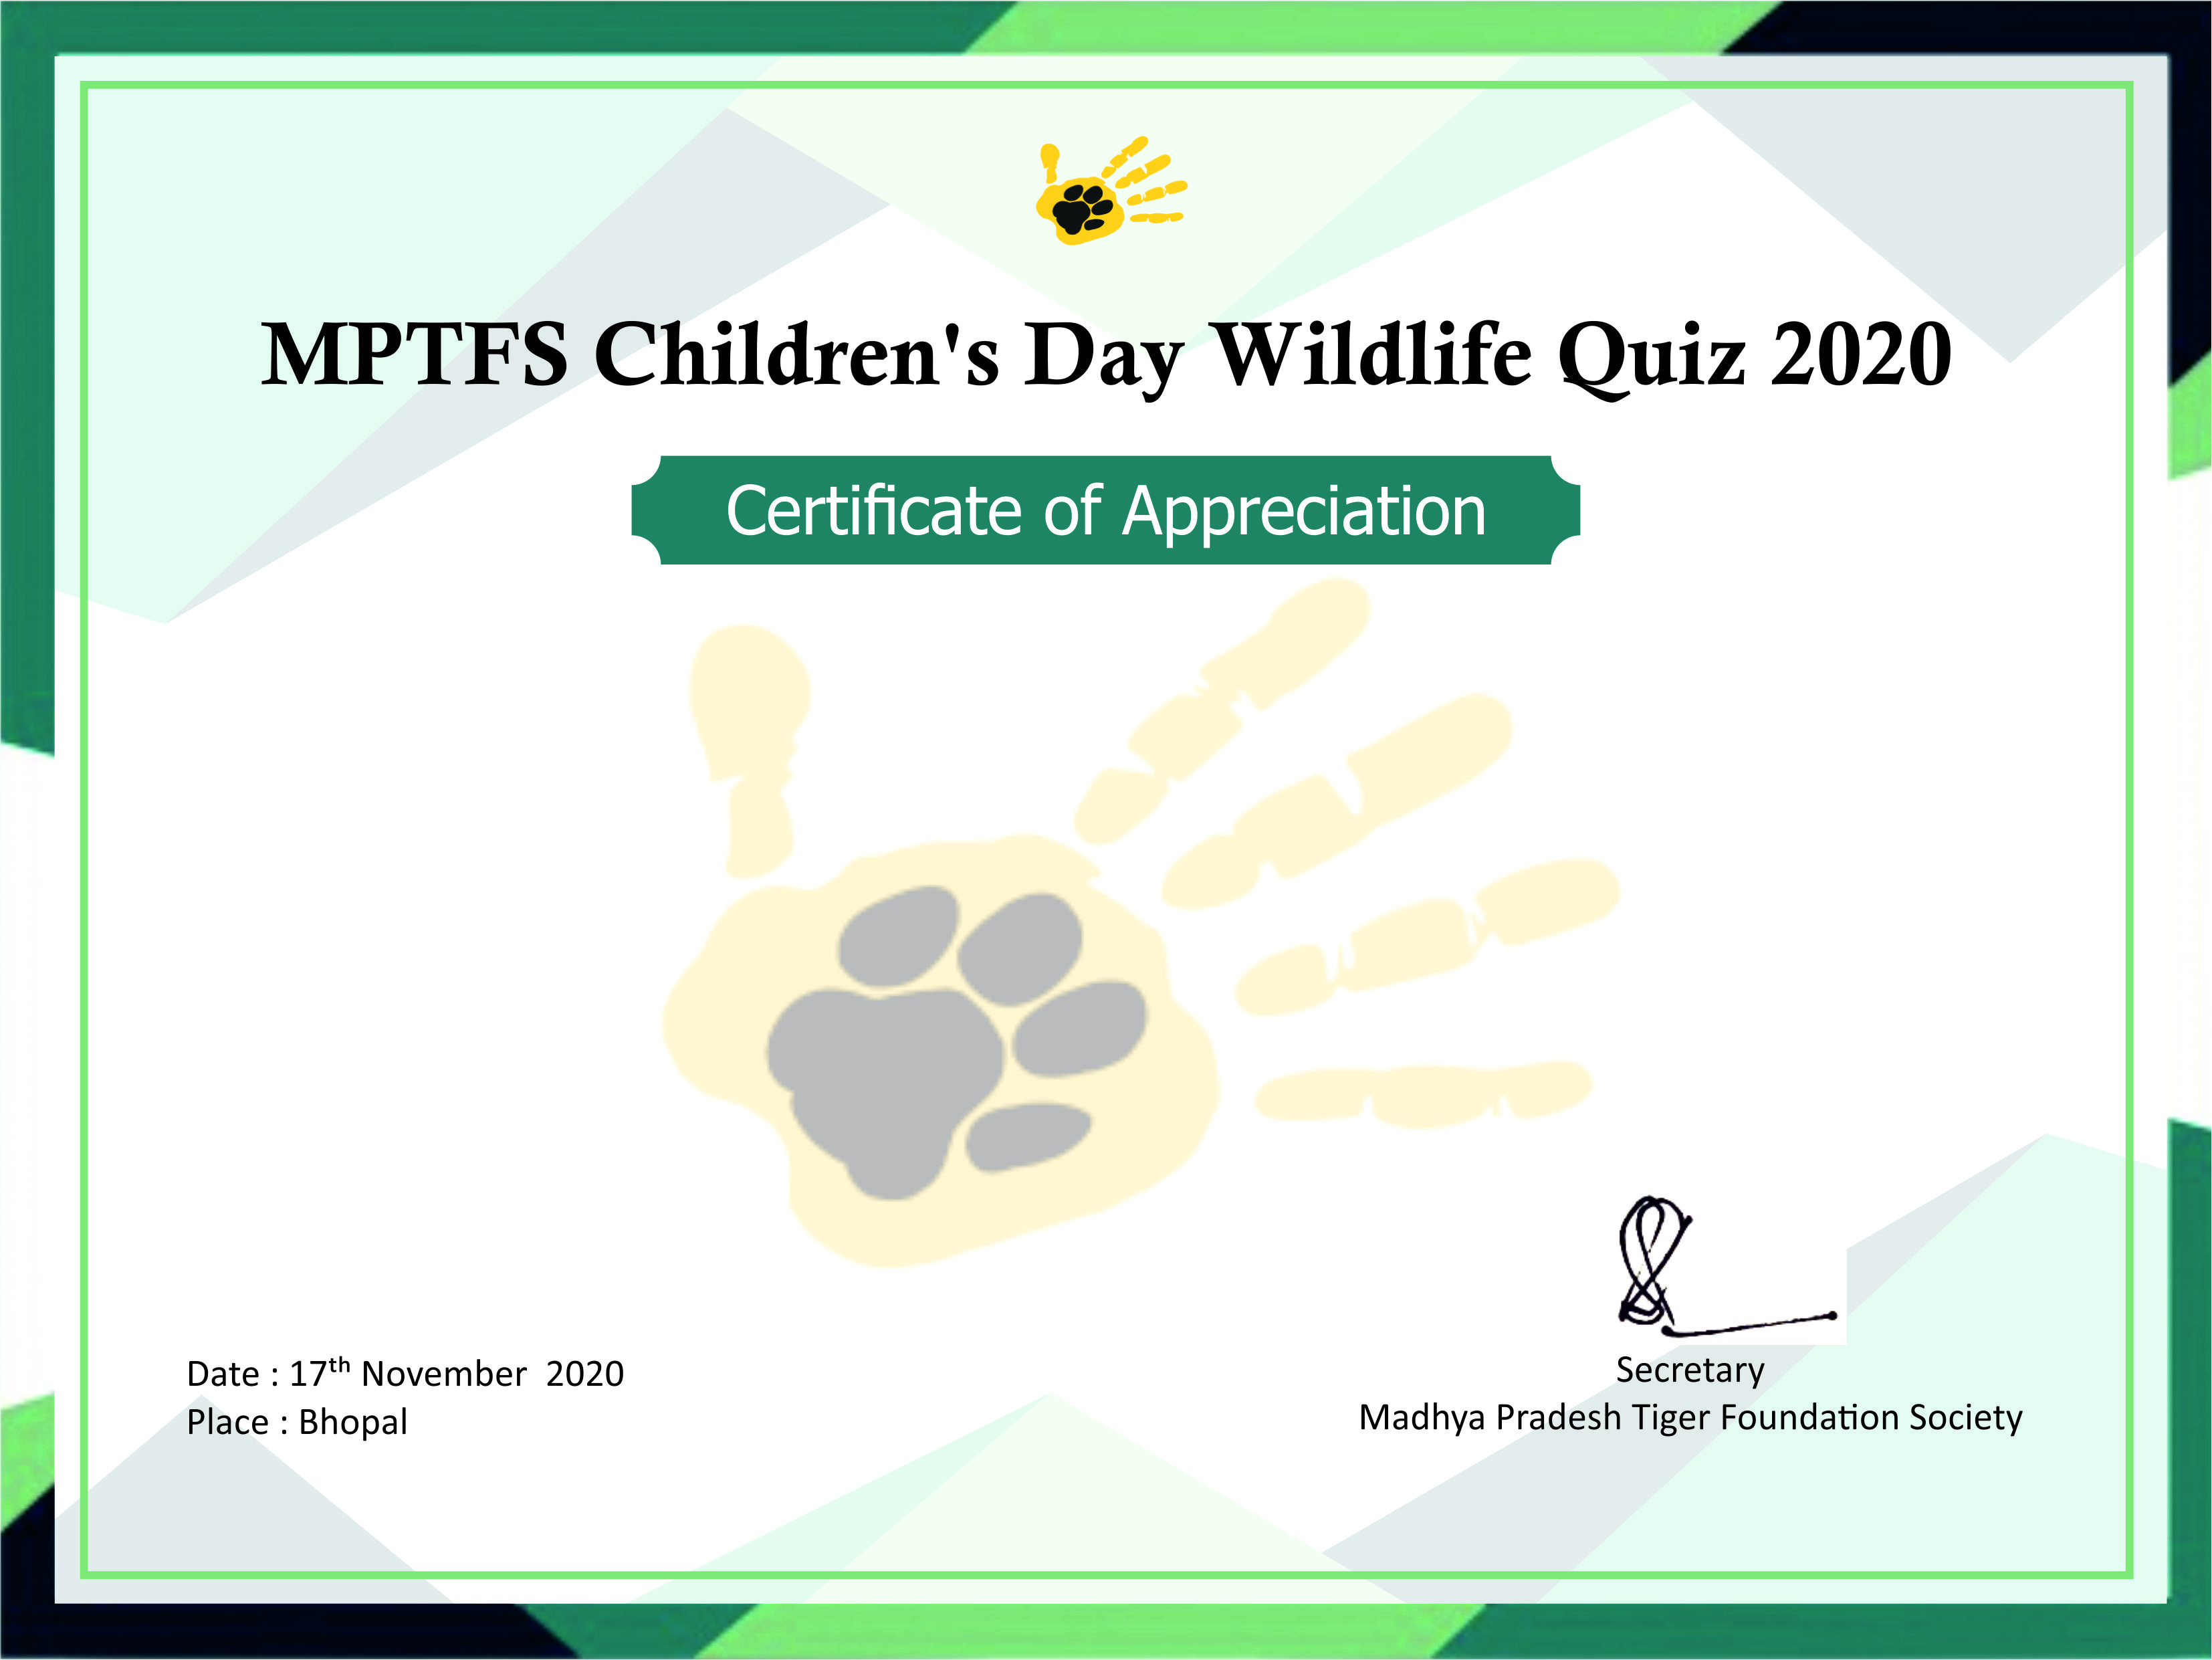 MPTFS Children's Day Wildlife Quiz 2020
Certificate of Appreciation
Date : 17th November 2020
Place : Bhopal
Secretary
Madhya Pradesh Tiger Foundation Society